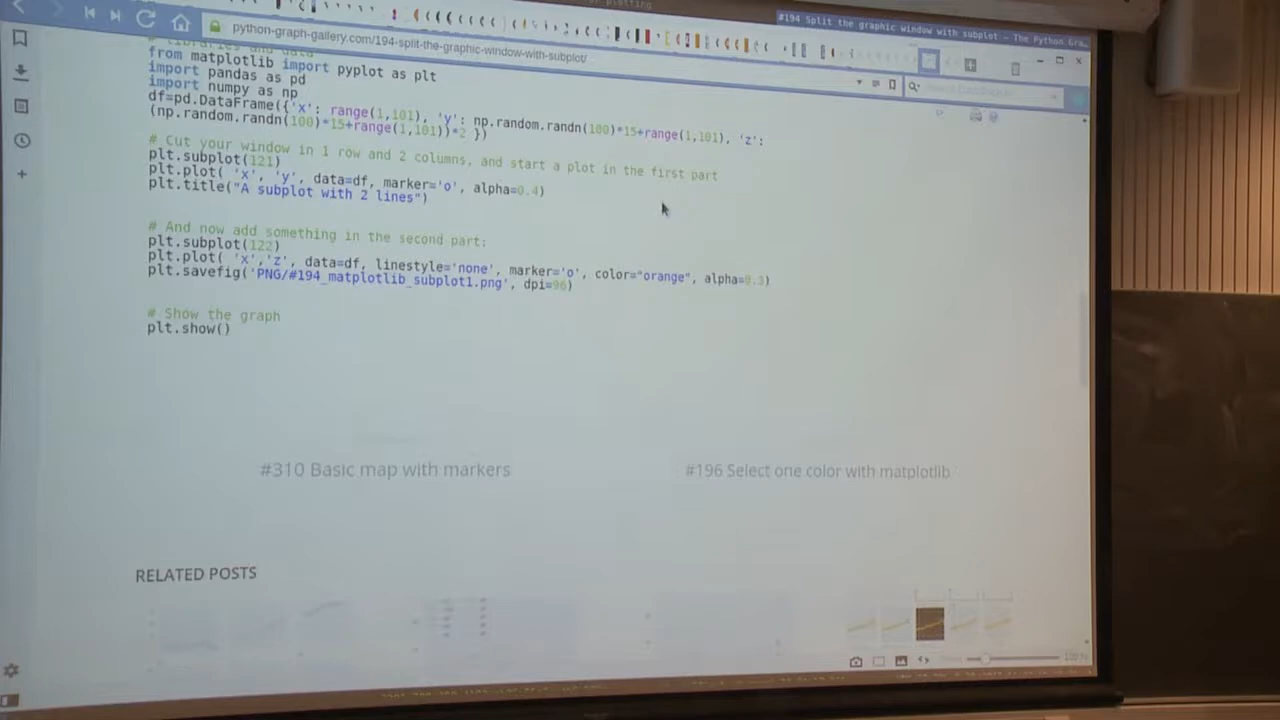 #194 Split the graphic window with subplot – The Python Gra...
python-graph-gallery.com/194-split-the-graphic-window-with-subplot/
# Libraries and data
from matplotlib import pyplot as plt
import pandas as pd
import numpy as np
df=pd.DataFrame({'x': range(1,101), 'y': np.random.randn(100)*15+range(1,101), 'z':
(np.random.randn(100)*15+range(1,101))*2 })
# Cut your window in 1 row and 2 columns, and start a plot in the first part
plt.subplot(121)
plt.plot( 'x', 'y', data=df, marker='o', alpha=0.4)
plt.title("A subplot with 2 lines")
# And now add something in the second part:
plt.subplot(122)
plt.plot( 'x','z', data=df, linestyle='none', marker='o', color="orange", alpha=0.3)
plt.savefig('PNG/#194_matplotlib_subplot1.png', dpi=96)
# Show the graph
plt.show()
#310 Basic map with markers
#196 Select one color with matplotlib
RELATED POSTS
100 %